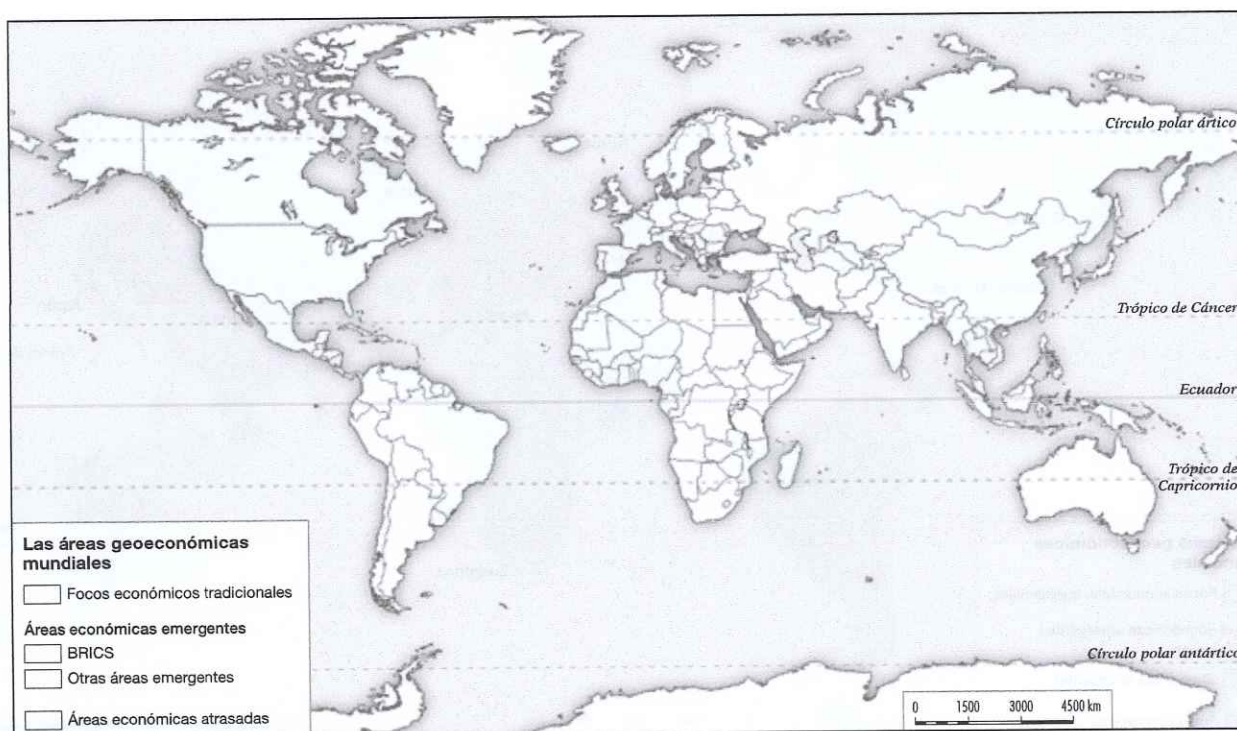 Círculo polar ártico
Trópico de Cáncer
Ecuador
Trópico de
Capricornio
Las áreas geoeconómicas
mundiales
Focos económicos tradicionales
Áreas económicas emergentes
BRICS
Otras áreas emergentes
Áreas económicas atrasadas
Círculo polar antártico
0 1500 3000 4500 km